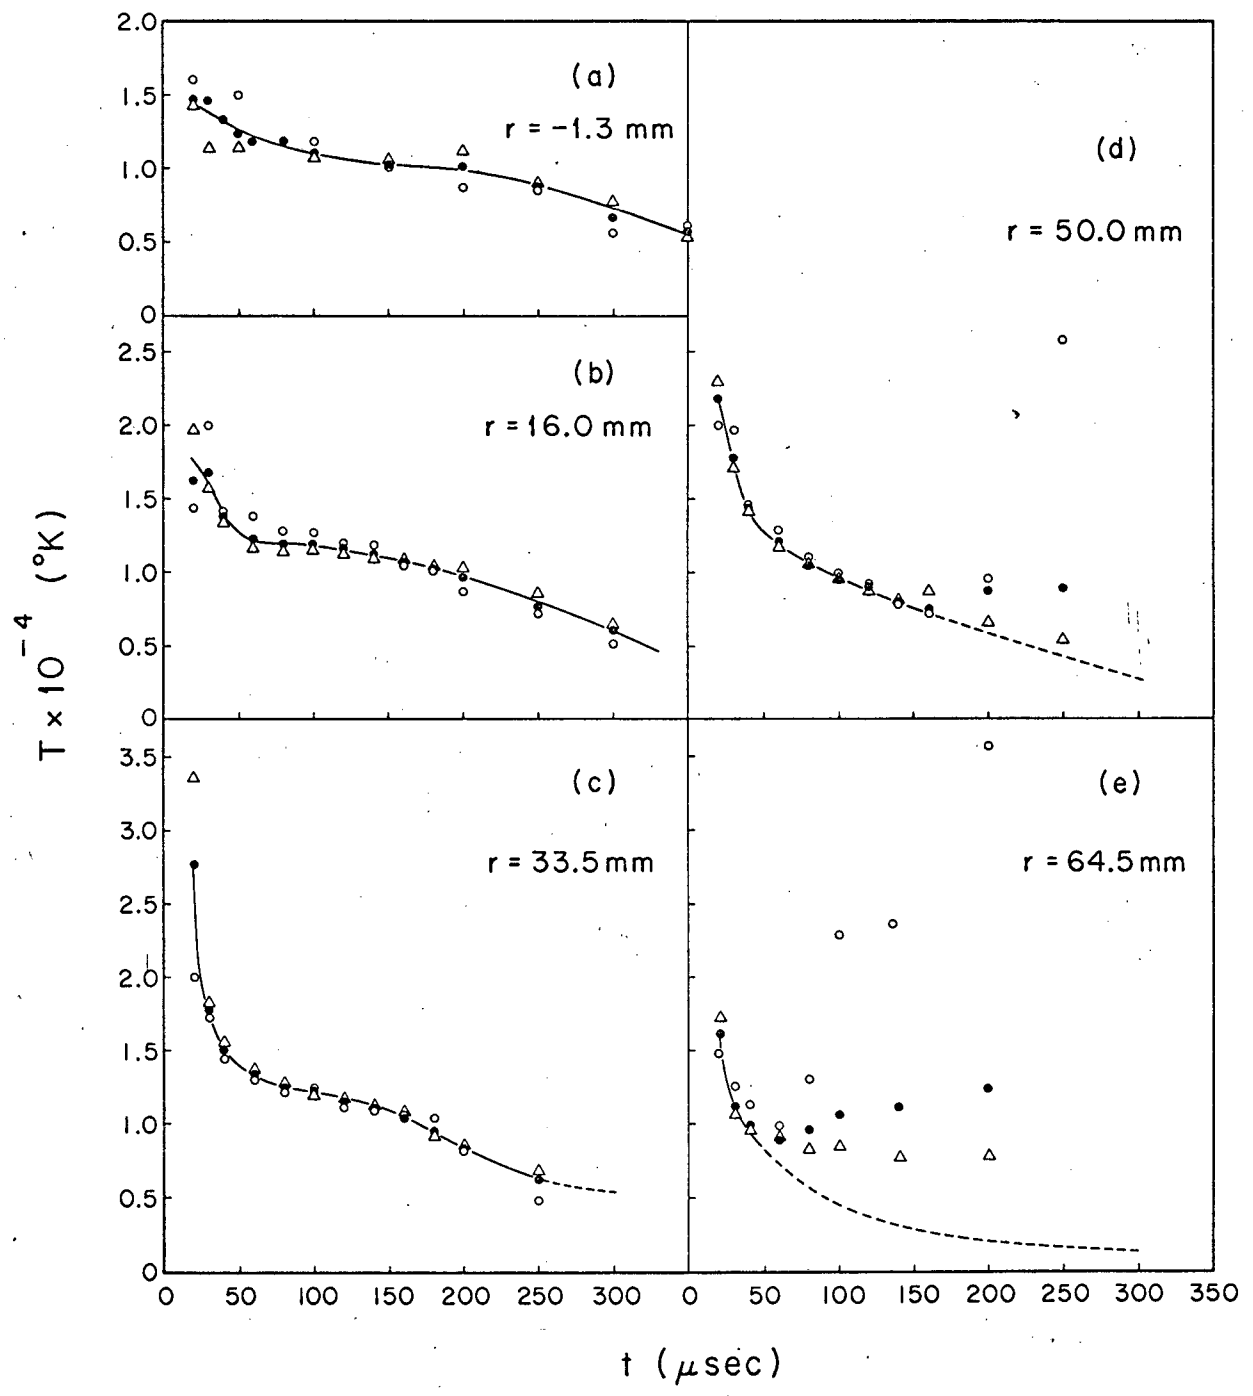 2.0
1.5
1.0
0.5
0
(a)
r = -1.3 mm
2.5
2.0
1.5
1.0
0.5
0
(b)
r = 16.0 mm
3.5
3.0
2.5
2.0
1.5
1.0
0.5
0
(c)
r = 33.5 mm
(d)
r = 50.0 mm
(e)
r = 64.5 mm
T × 10⁻⁴ (°K)
0 50 100 150 200 250 300 0 50 100 150 200 250 300 350
t (μsec)